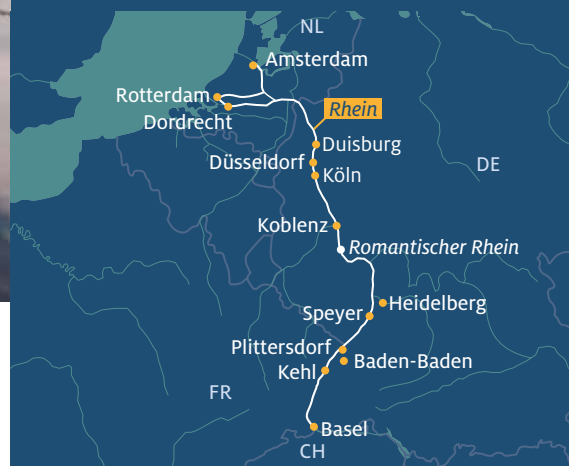 NL
Amsterdam
Rotterdam
Rhein
Dordrecht
Duisburg
Düsseldorf
DE
Köln
Koblenz
Romantischer Rhein
Heidelberg
Speyer
Plittersdorf
Baden-Baden
Kehl
FR
Basel
CH